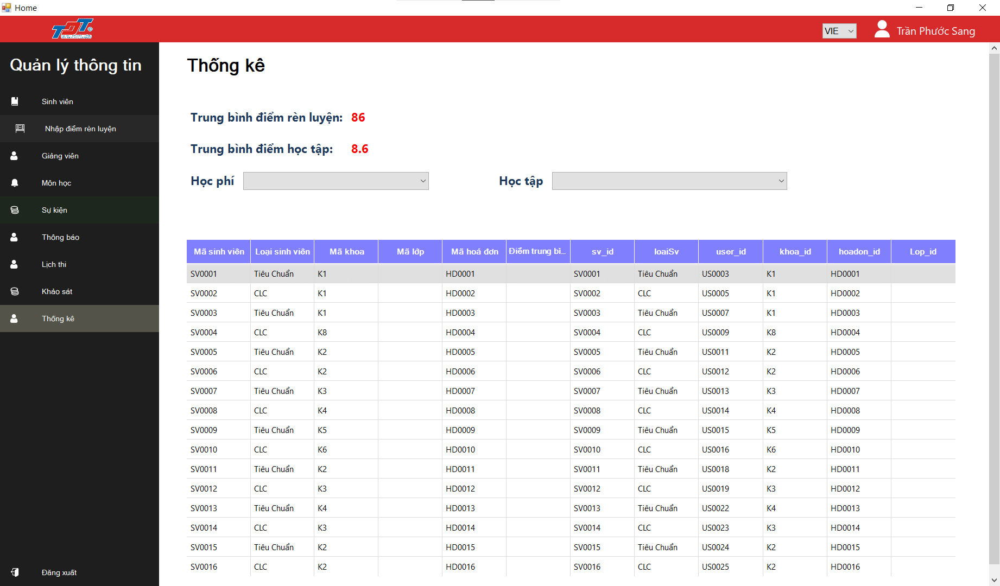 Home
TDT
VIE
Trần Phước Sang
Quản lý thông tin
Sinh viên
Nhập điểm rèn luyện
Giảng viên
Môn học
Sự kiện
Thông báo
Lịch thi
Khảo sát
Thống kê
Đăng xuất
Thống kê
Trung bình điểm rèn luyện: 86
Trung bình điểm học tập: 8.6
Học phí Học tập
Mã sinh viên Loại sinh viên Mã khoa Mã lớp Mã hoá đơn Điểm trung bì... sv_id loaiSv user_id khoa_id hoadon_id Lop_id
SV0001 Tiêu Chuẩn K1 HD0001 SV0001 Tiêu Chuẩn US0003 K1 HD0001
SV0002 CLC K1 HD0002 SV0002 CLC US0005 K1 HD0002
SV0003 Tiêu Chuẩn K1 HD0003 SV0003 Tiêu Chuẩn US0007 K1 HD0003
SV0004 CLC K8 HD0004 SV0004 CLC US0009 K8 HD0004
SV0005 Tiêu Chuẩn K2 HD0005 SV0005 Tiêu Chuẩn US0011 K2 HD0005
SV0006 CLC K2 HD0006 SV0006 CLC US0012 K2 HD0006
SV0007 Tiêu Chuẩn K3 HD0007 SV0007 Tiêu Chuẩn US0013 K3 HD0007
SV0008 CLC K4 HD0008 SV0008 CLC US0014 K4 HD0008
SV0009 Tiêu Chuẩn K5 HD0009 SV0009 Tiêu Chuẩn US0015 K5 HD0009
SV0010 CLC K6 HD0010 SV0010 CLC US0016 K6 HD0010
SV0011 Tiêu Chuẩn K2 HD0011 SV0011 Tiêu Chuẩn US0018 K2 HD0011
SV0012 CLC K3 HD0012 SV0012 CLC US0019 K3 HD0012
SV0013 Tiêu Chuẩn K4 HD0013 SV0013 Tiêu Chuẩn US0022 K4 HD0013
SV0014 CLC K3 HD0014 SV0014 CLC US0023 K3 HD0014
SV0015 Tiêu Chuẩn K2 HD0015 SV0015 Tiêu Chuẩn US0024 K2 HD0015
SV0016 CLC K2 HD0016 SV0016 CLC US0025 K2 HD0016